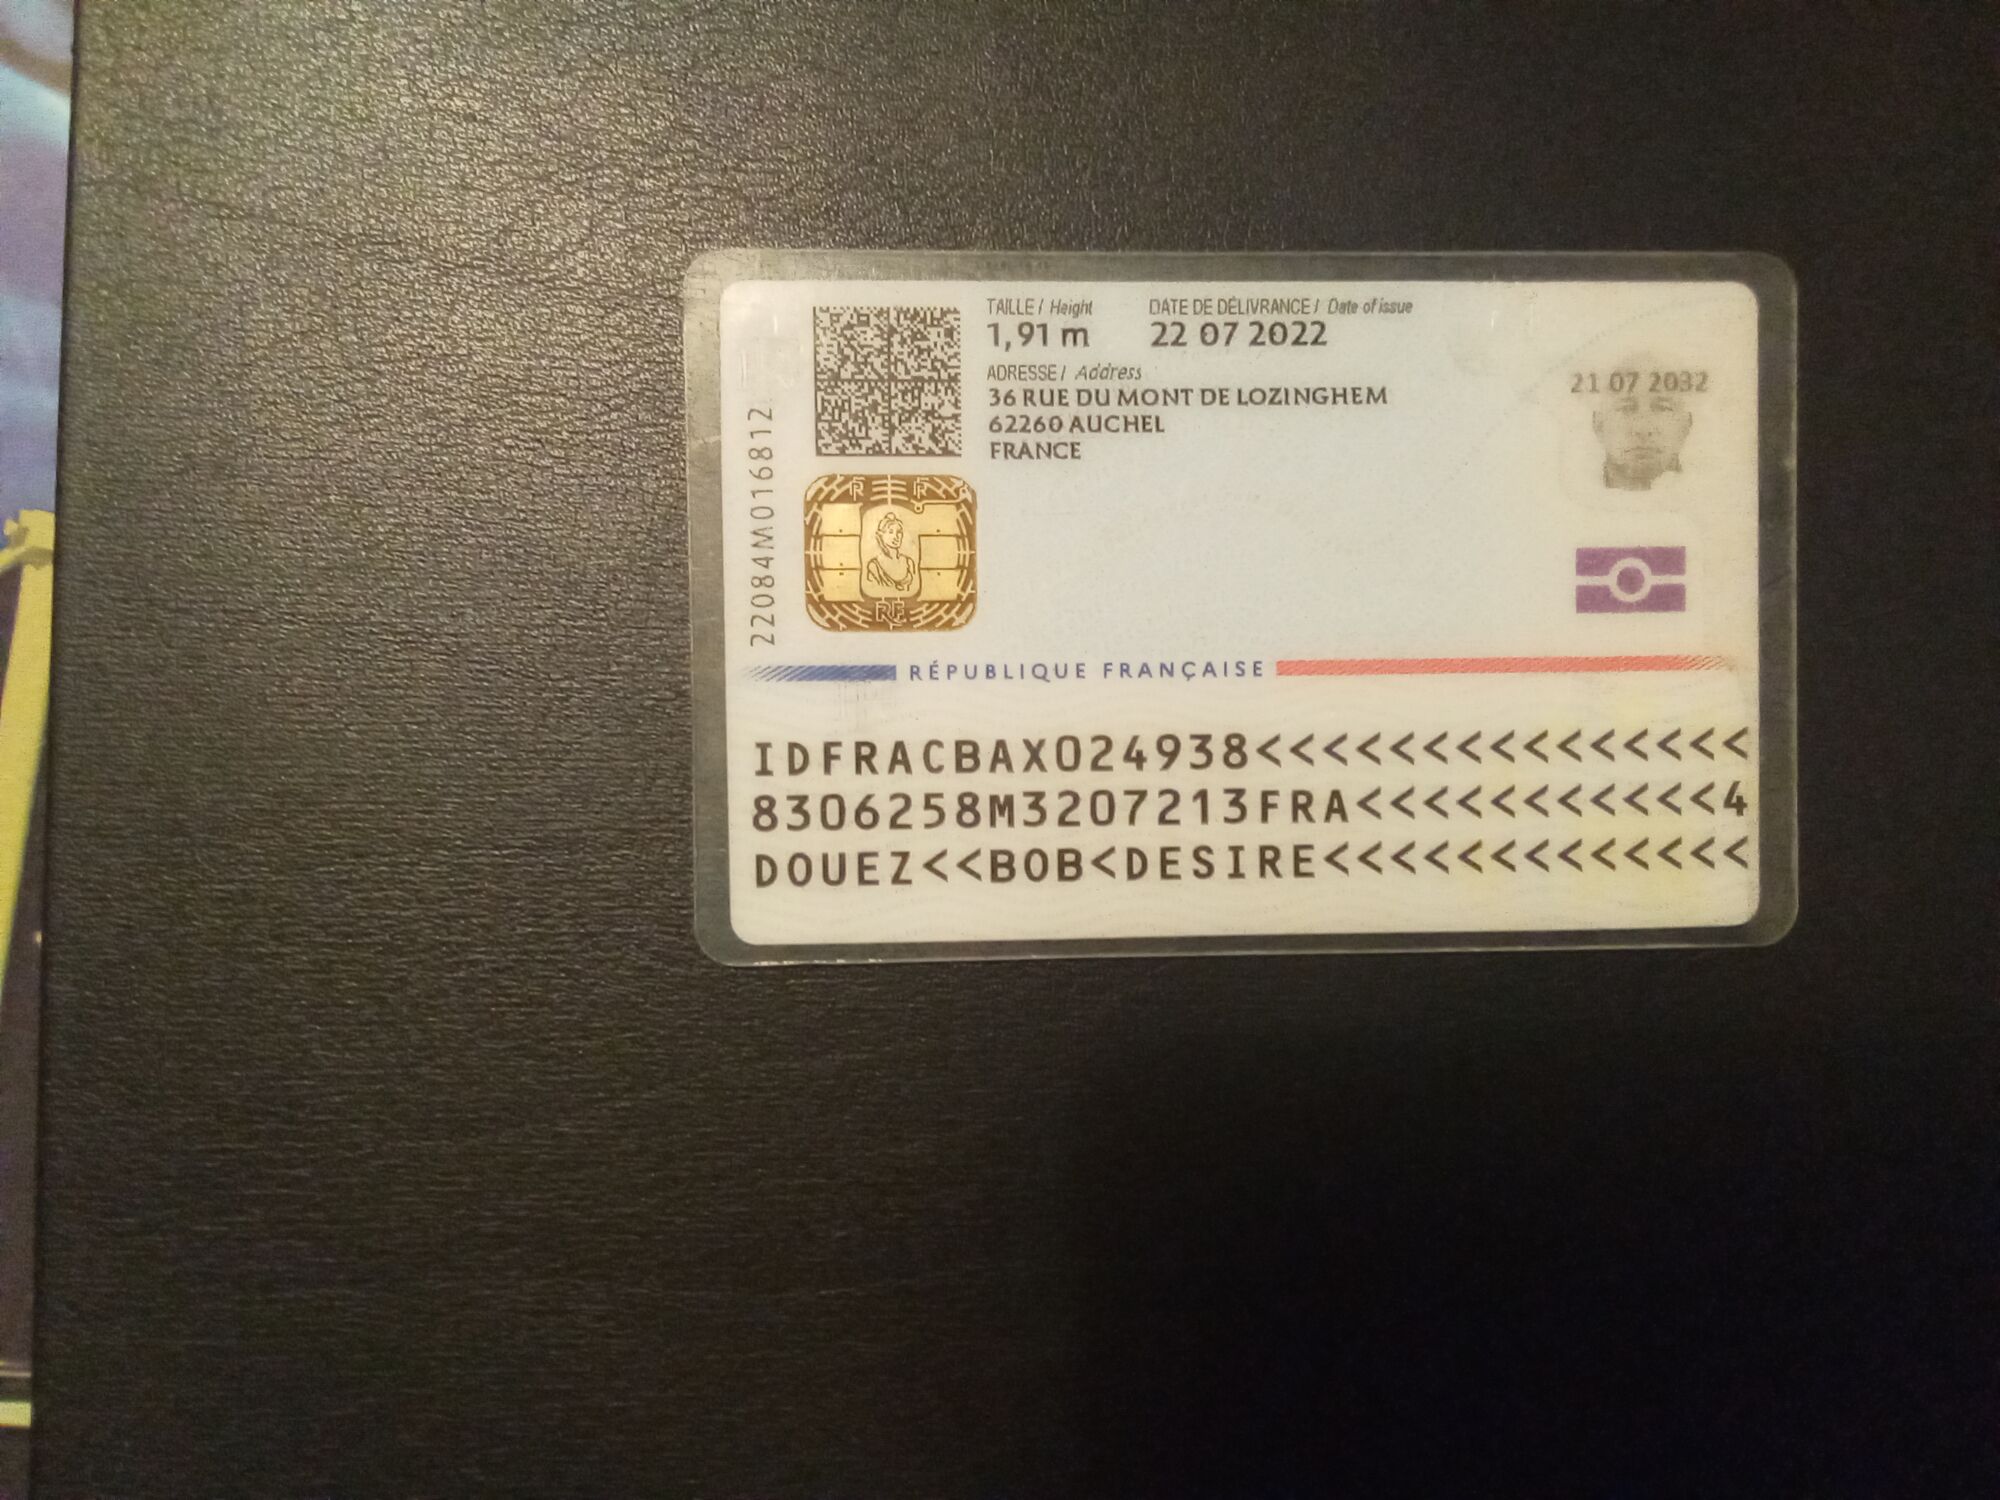 TAILLE / Height DATE DE DÉLIVRANCE / Date of issue
1,91 m 22 07 2022
ADRESSE / Address
36 RUE DU MONT DE LOZINGHEM
62260 AUCHEL
FRANCE
21 07 2032
22084M016812
RF
RÉPUBLIQUE FRANÇAISE
IDFRACBAX024938<<<<<<<<<<<<<<<
8306258M3207213FRA<<<<<<<<<<<4
DOUEZ<<BOB<DESIRE<<<<<<<<<<<<<